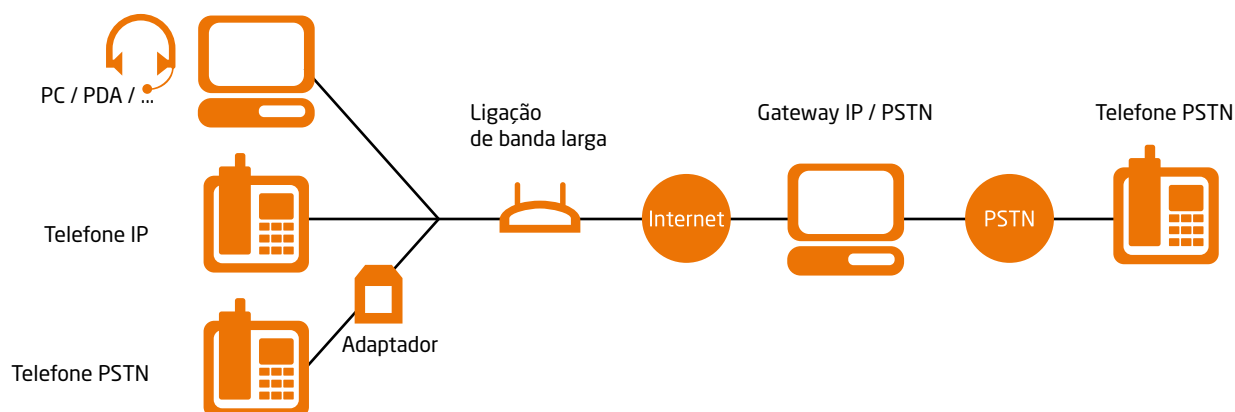 PC / PDA / ...
Ligação
de banda larga
Gateway IP / PSTN
Telefone PSTN
Telefone IP
Internet
PSTN
Adaptador
Telefone PSTN